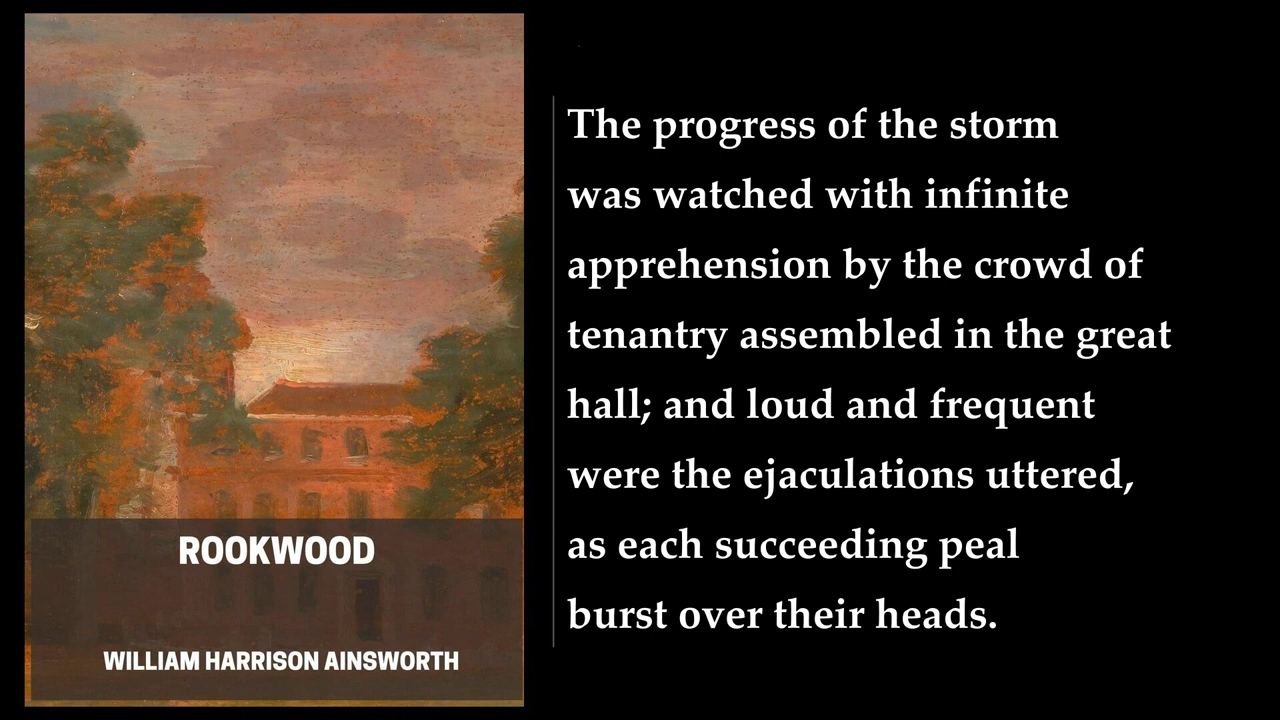 ROOKWOOD
WILLIAM HARRISON AINSWORTH
The progress of the storm
was watched with infinite
apprehension by the crowd of
tenantry assembled in the great
hall; and loud and frequent
were the ejaculations uttered,
as each succeeding peal
burst over their heads.